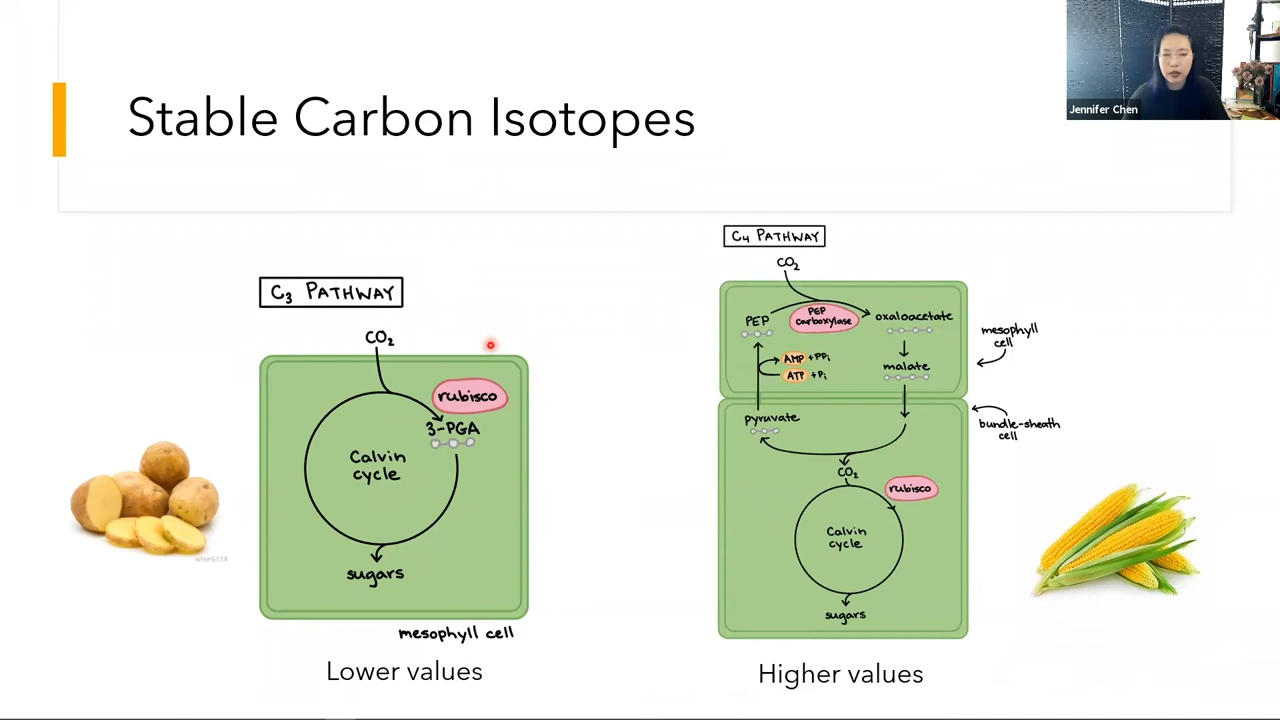 Jennifer Chen
Stable Carbon Isotopes
C3 PATHWAY
CO2
rubisco
3-PGA
Calvin
cycle
sugars
mesophyll cell
Lower values
wiseGEEK
C4 PATHWAY
CO2
PEP
PEP
carboxylase
oxaloacetate
AMP +PPi
ATP +Pi
malate
mesophyll
cell
pyruvate
bundle-sheath
cell
CO2
rubisco
Calvin
cycle
sugars
Higher values